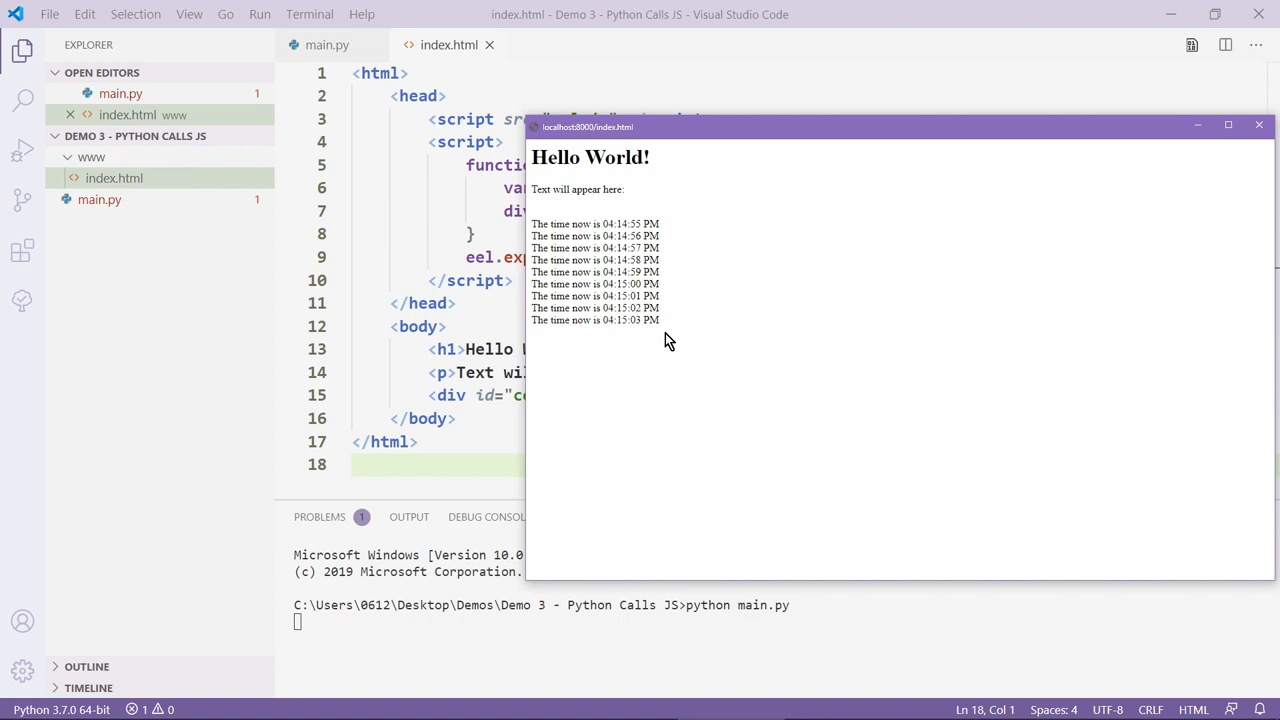 File Edit Selection View Go Run Terminal Help index.html - Demo 3 - Python Calls JS - Visual Studio Code
EXPLORER
main.py
index.html
OPEN EDITORS
main.py 1
index.html www
DEMO 3 - PYTHON CALLS JS
www
index.html
main.py 1
1 <html>
2 <head>
3 <script
4 <script>
5
6
7
8 }
9
10 </script>
11 </head>
12 <body>
13 <h1>Hello
14 <p>Text
15 <div id="
16 </body>
17 </html>
18
localhost:8000/index.html
Hello World!
Text will appear here:
The time now is 04:14:55 PM
The time now is 04:14:56 PM
The time now is 04:14:57 PM
The time now is 04:14:58 PM
The time now is 04:14:59 PM
The time now is 04:15:00 PM
The time now is 04:15:01 PM
The time now is 04:15:02 PM
The time now is 04:15:03 PM
PROBLEMS 1 OUTPUT DEBUG CONSOL
Microsoft Windows [Version 10.0
(c) 2019 Microsoft Corporation.
C:\Users\0612\Desktop\Demos\Demo 3 - Python Calls JS>python main.py
OUTLINE
TIMELINE
Python 3.7.0 64-bit 1 0 Ln 18, Col 1 Spaces: 4 UTF-8 CRLF HTML